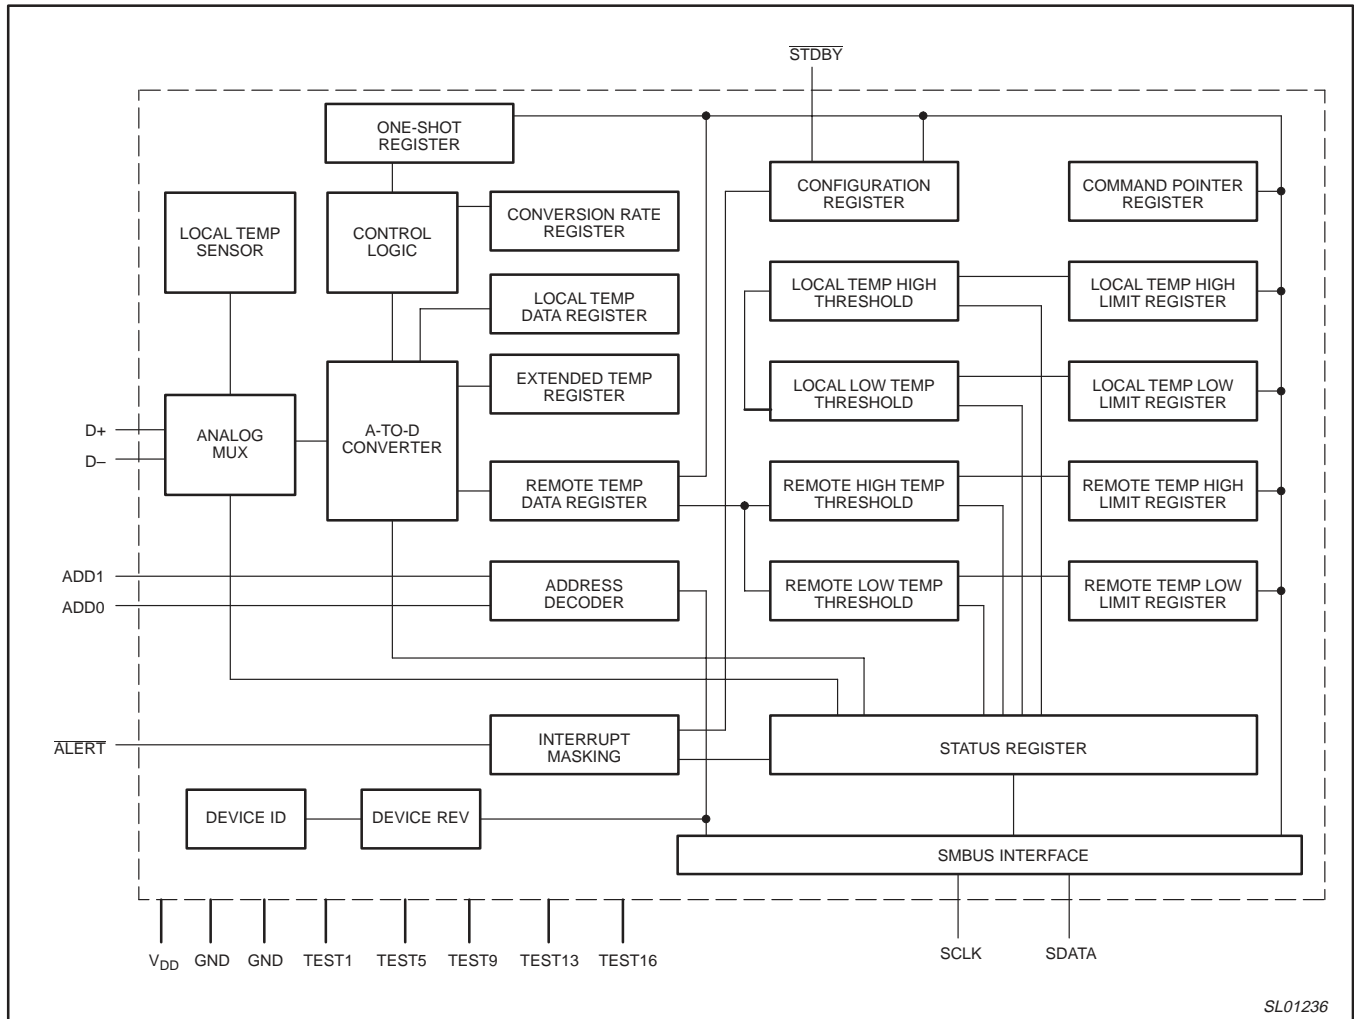 STDBY
ONE-SHOT
REGISTER
CONFIGURATION
REGISTER
COMMAND POINTER
REGISTER
LOCAL TEMP
SENSOR
CONTROL
LOGIC
CONVERSION RATE
REGISTER
LOCAL TEMP
DATA REGISTER
LOCAL TEMP HIGH
THRESHOLD
LOCAL TEMP HIGH
LIMIT REGISTER
EXTENDED TEMP
REGISTER
LOCAL LOW TEMP
THRESHOLD
LOCAL TEMP LOW
LIMIT REGISTER
D+
D–
ANALOG
MUX
A-TO-D
CONVERTER
REMOTE TEMP
DATA REGISTER
REMOTE HIGH TEMP
THRESHOLD
REMOTE TEMP HIGH
LIMIT REGISTER
ADD1
ADD0
ADDRESS
DECODER
REMOTE LOW TEMP
THRESHOLD
REMOTE TEMP LOW
LIMIT REGISTER
ALERT
INTERRUPT
MASKING
STATUS REGISTER
DEVICE ID
DEVICE REV
SMBUS INTERFACE
VDD
GND
GND
TEST1
TEST5
TEST9
TEST13
TEST16
SCLK
SDATA
SL01236